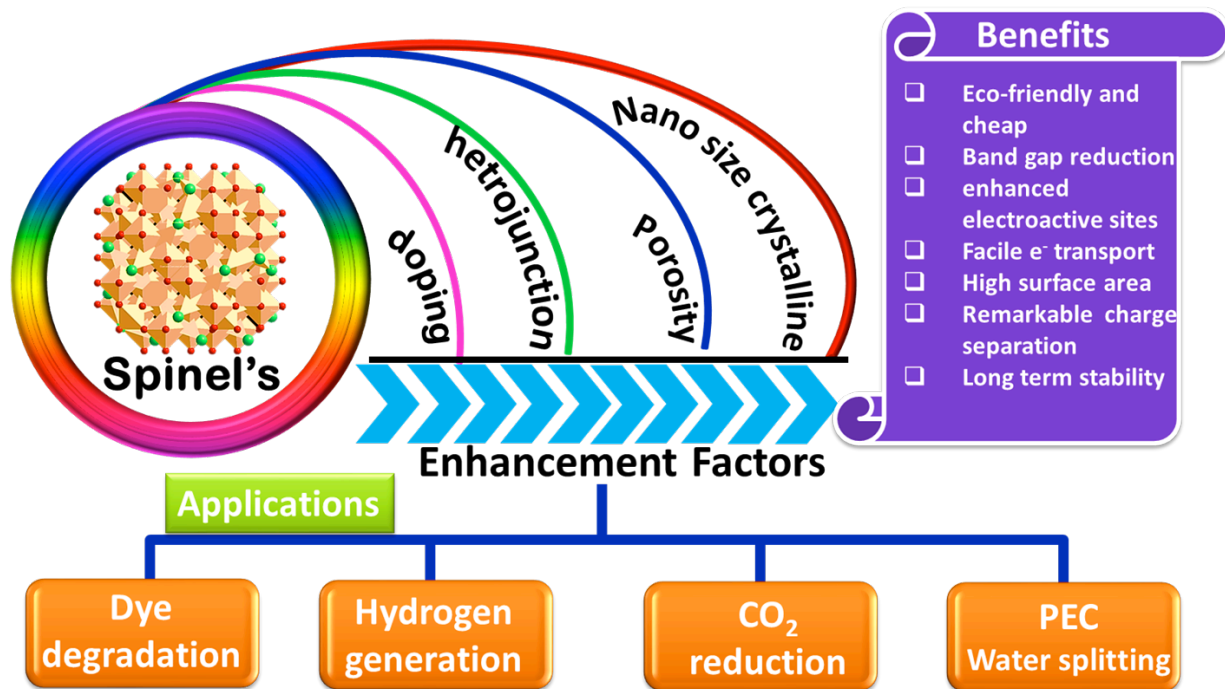 Spinel's
doping
hetrojunction
Porosity
Nano size crystalline
Enhancement Factors
Benefits
❑ Eco-friendly and
cheap
❑ Band gap reduction
❑ enhanced
electroactive sites
❑ Facile e⁻ transport
❑ High surface area
❑ Remarkable charge
separation
❑ Long term stability
Applications
Dye
degradation
Hydrogen
generation
CO₂
reduction
PEC
Water splitting